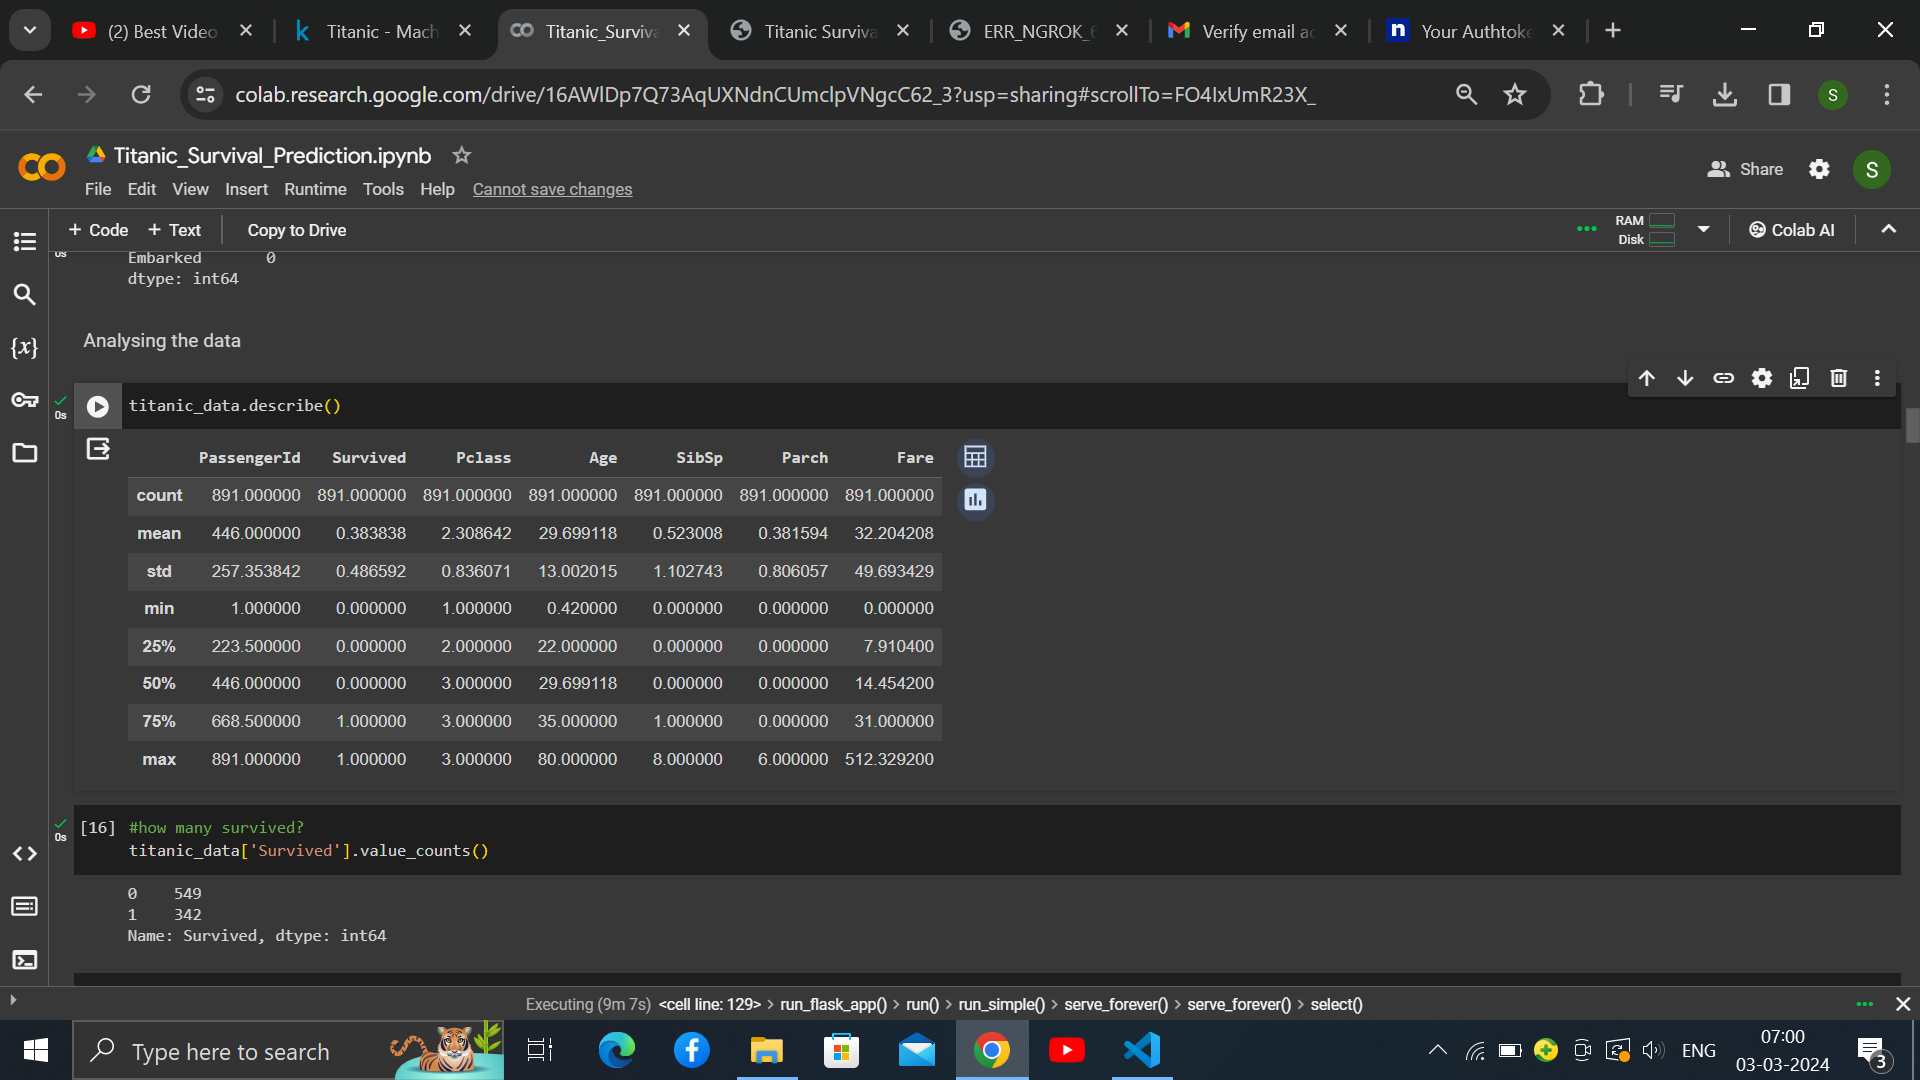 (2) Best Video
Titanic - Mach
Titanic_Surviva
Titanic Surviva
ERR_NGROK_6
Verify email ad
Your Authtoke
colab.research.google.com/drive/16AWlDp7Q73AqUXNdnCUmclpVNgcC62_3?usp=sharing#scrollTo=FO4IxUmR23X_
S
Titanic_Survival_Prediction.ipynb
File Edit View Insert Runtime Tools Help Cannot save changes
Share
S
+ Code + Text Copy to Drive
RAM
Disk
Colab AI
0s
Embarked 0
dtype: int64
Analysing the data
0s
titanic_data.describe()
PassengerId Survived Pclass Age SibSp Parch Fare
count 891.000000 891.000000 891.000000 891.000000 891.000000 891.000000 891.000000
mean 446.000000 0.383838 2.308642 29.699118 0.523008 0.381594 32.204208
std 257.353842 0.486592 0.836071 13.002015 1.102743 0.806057 49.693429
min 1.000000 0.000000 1.000000 0.420000 0.000000 0.000000 0.000000
25% 223.500000 0.000000 2.000000 22.000000 0.000000 0.000000 7.910400
50% 446.000000 0.000000 3.000000 29.699118 0.000000 0.000000 14.454200
75% 668.500000 1.000000 3.000000 35.000000 1.000000 0.000000 31.000000
max 891.000000 1.000000 3.000000 80.000000 8.000000 6.000000 512.329200
0s
[16] #how many survived?
titanic_data['Survived'].value_counts()
0 549
1 342
Name: Survived, dtype: int64
Executing (9m 7s) <cell line: 129> > run_flask_app() > run() > run_simple() > serve_forever() > serve_forever() > select()
Type here to search
ENG
07:00
03-03-2024
3